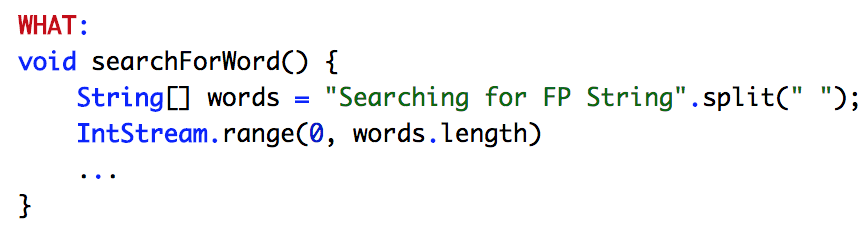 WHAT:
void searchForWord() {
    String[] words = "Searching for FP String".split(" ");
    IntStream.range(0, words.length)
    ...
}